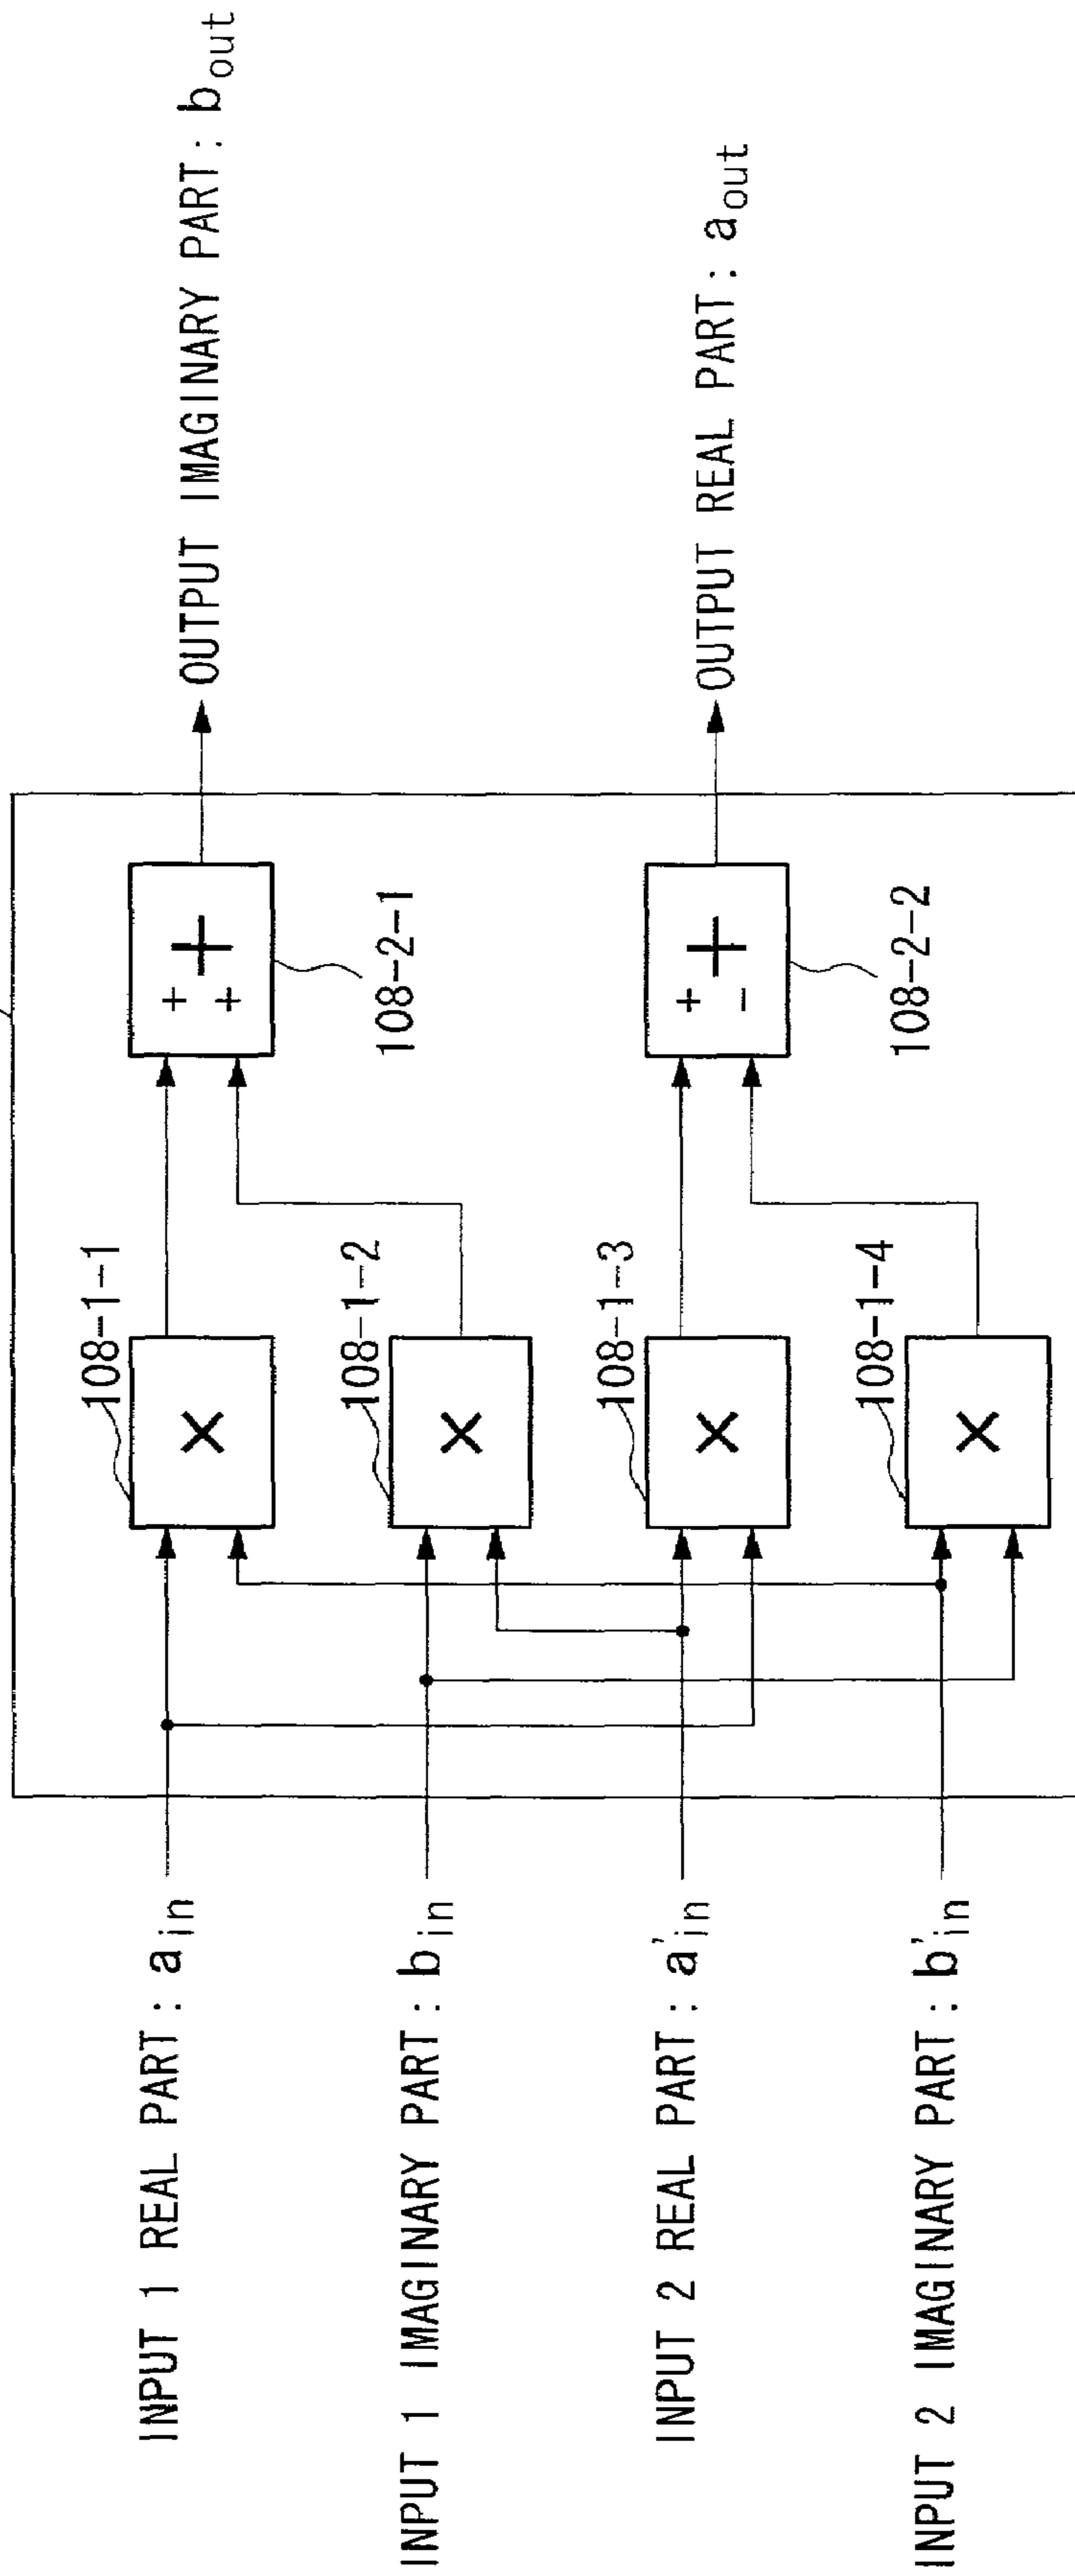 INPUT 1 REAL PART: a_in
INPUT 1 IMAGINARY PART: b_in
INPUT 2 REAL PART: a'_in
INPUT 2 IMAGINARY PART: b'_in
108-1-1
×
108-1-2
×
108-1-3
×
108-1-4
×
+
+
+
108-2-1
+
-
+
108-2-2
OUTPUT IMAGINARY PART: b_out
OUTPUT REAL PART: a_out